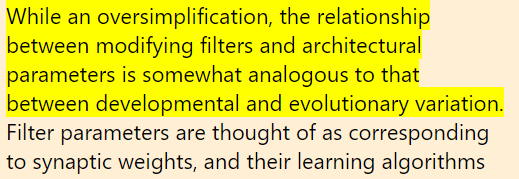 While an oversimplification, the relationship
between modifying filters and architectural
parameters is somewhat analogous to that
between developmental and evolutionary variation.
Filter parameters are thought of as corresponding
to synaptic weights, and their learning algorithms